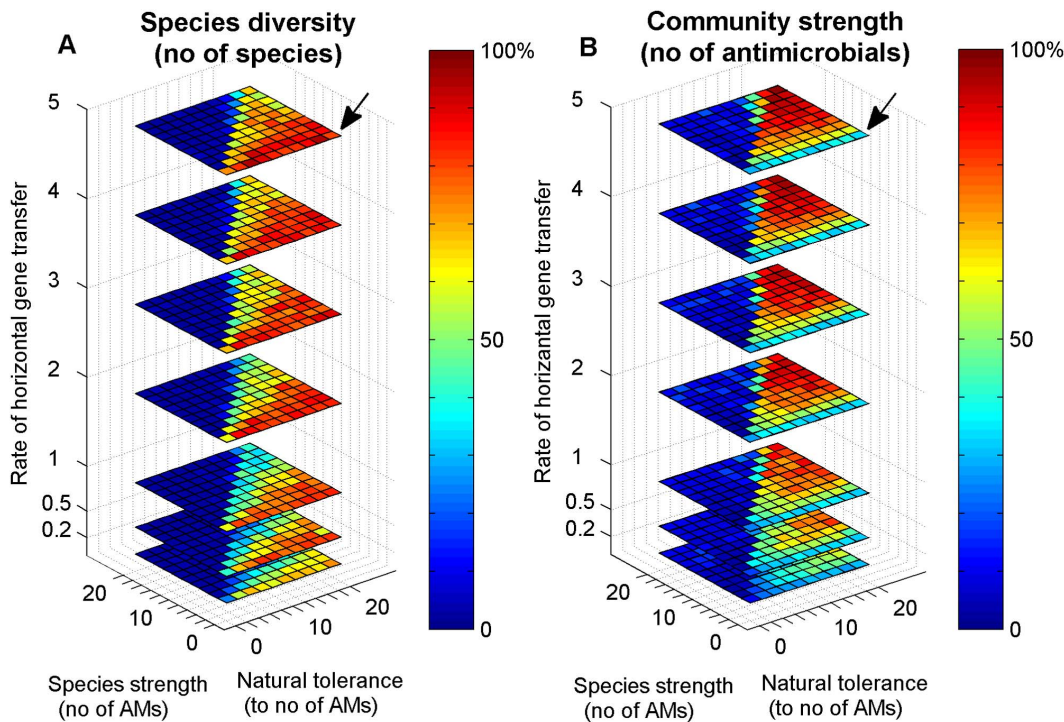 A
Species diversity
(no of species)
100%
50
0
5
4
3
2
1
0.5
0.2
Rate of horizontal gene transfer
20
10
0
0
10
20
Species strength
(no of AMs)
Natural tolerance
(to no of AMs)
B
Community strength
(no of antimicrobials)
100%
50
0
5
4
3
2
1
0.5
0.2
Rate of horizontal gene transfer
20
10
0
0
10
20
Species strength
(no of AMs)
Natural tolerance
(to no of AMs)